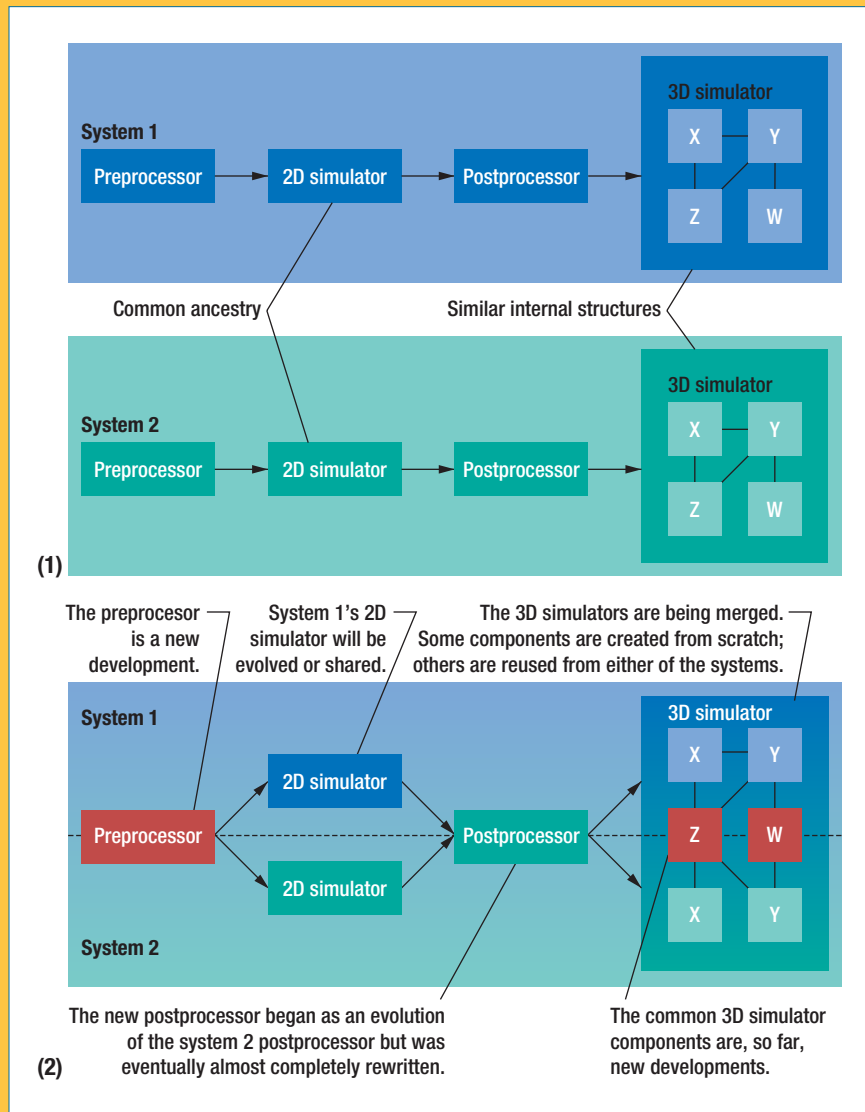 3D simulator
X Y
System 1
Preprocessor 2D simulator Postprocessor
Z W
Common ancestry Similar internal structures
3D simulator
X Y
System 2
Preprocessor 2D simulator Postprocessor
Z W
(1)
The preprocesor
is a new
development.
System 1’s 2D
simulator will be
evolved or shared.
The 3D simulators are being merged.
Some components are created from scratch;
others are reused from either of the systems.
System 1
3D simulator
X Y
2D simulator
Preprocessor Postprocessor
Z W
2D simulator
X Y
System 2
The new postprocessor began as an evolution
of the system 2 postprocessor but was
eventually almost completely rewritten.
The common 3D simulator
components are, so far,
new developments.
(2)